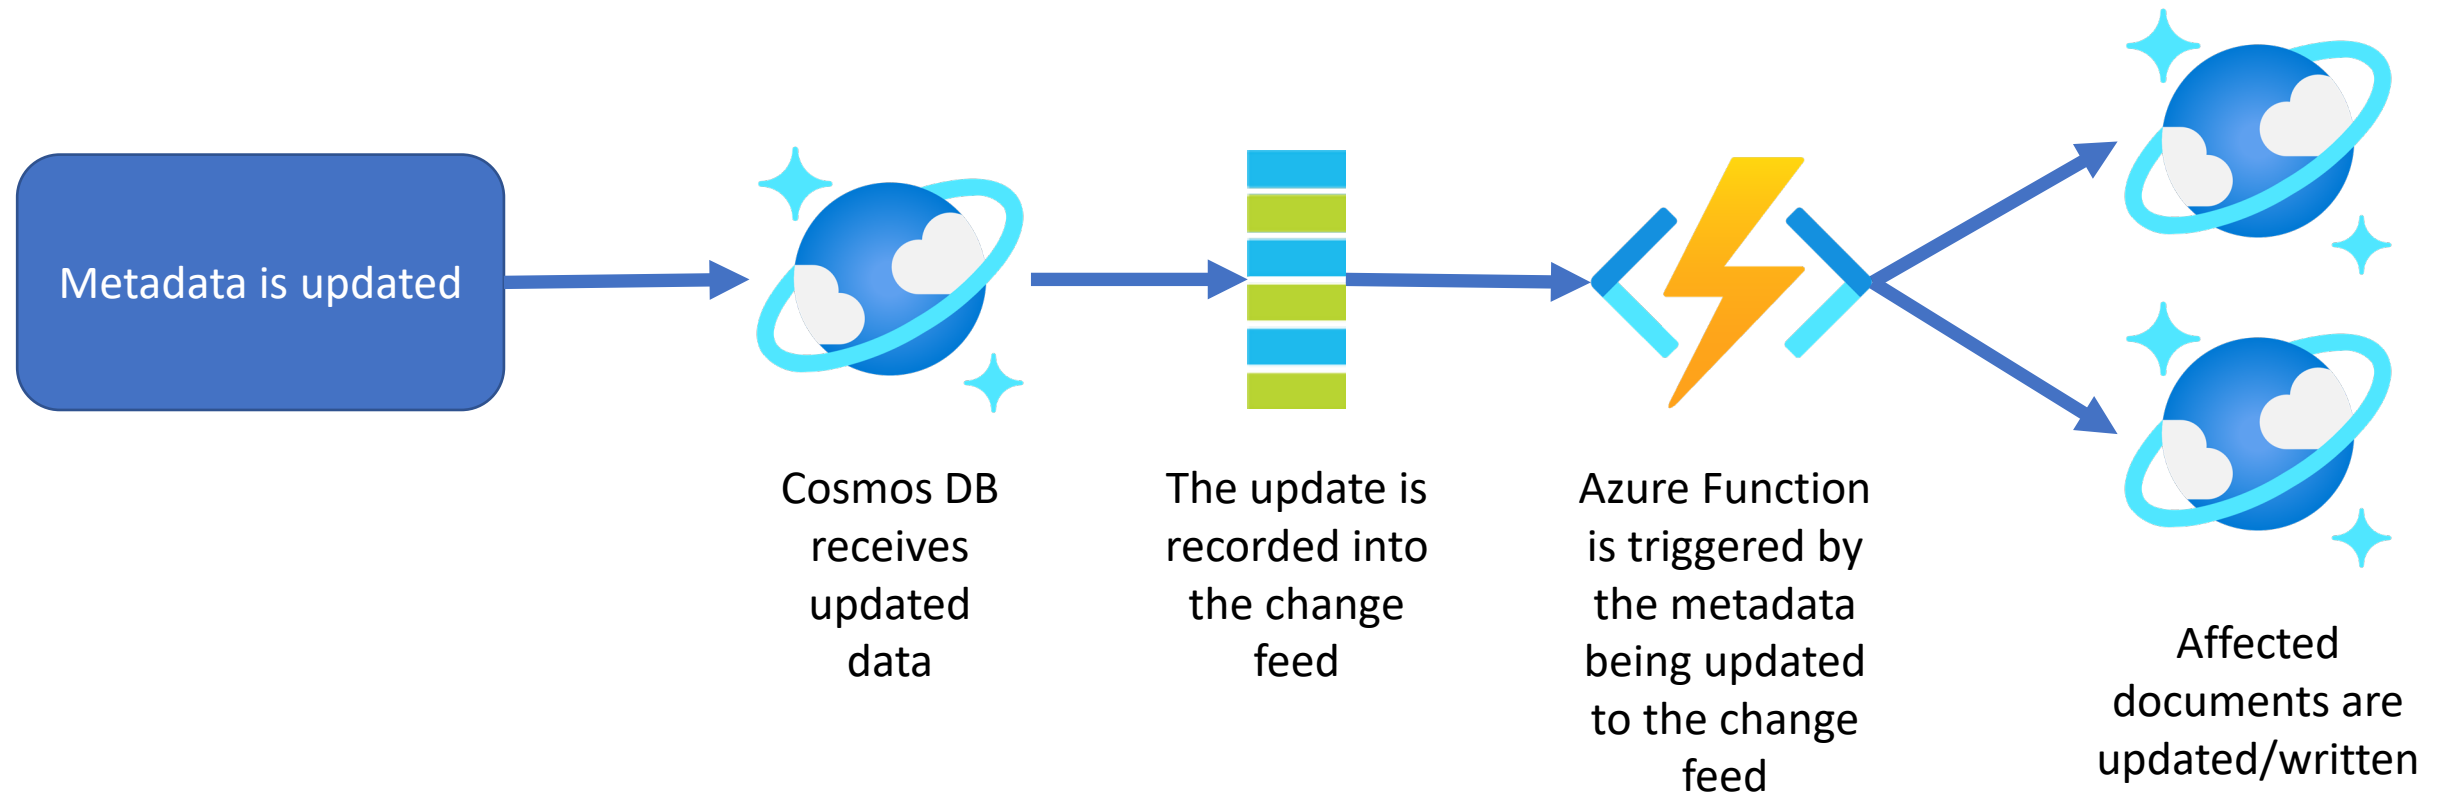 Metadata is updated
Cosmos DB
receives
updated
data
The update is
recorded into
the change
feed
Azure Function
is triggered by
the metadata
being updated
to the change
feed
Affected
documents are
updated/written